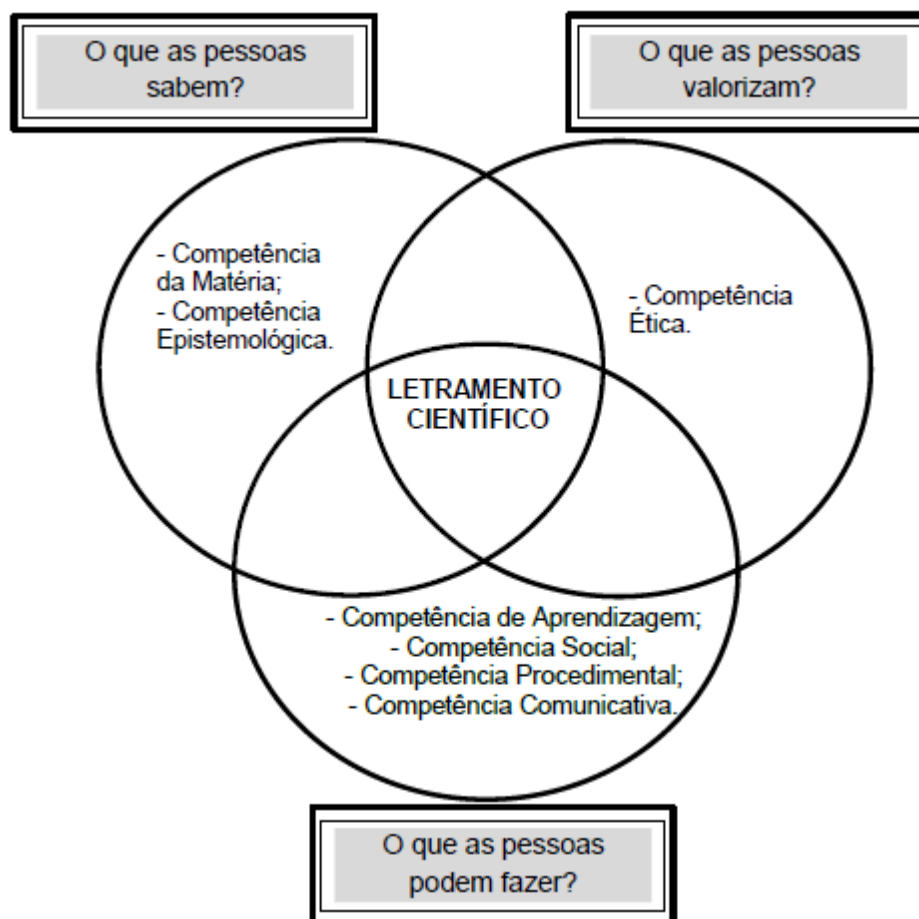 O que as pessoas
sabem?
O que as pessoas
valorizam?
- Competência
da Matéria;
- Competência
Epistemológica.
- Competência
Ética.
LETRAMENTO
CIENTÍFICO
- Competência de Aprendizagem;
- Competência Social;
- Competência Procedimental;
- Competência Comunicativa.
O que as pessoas
podem fazer?